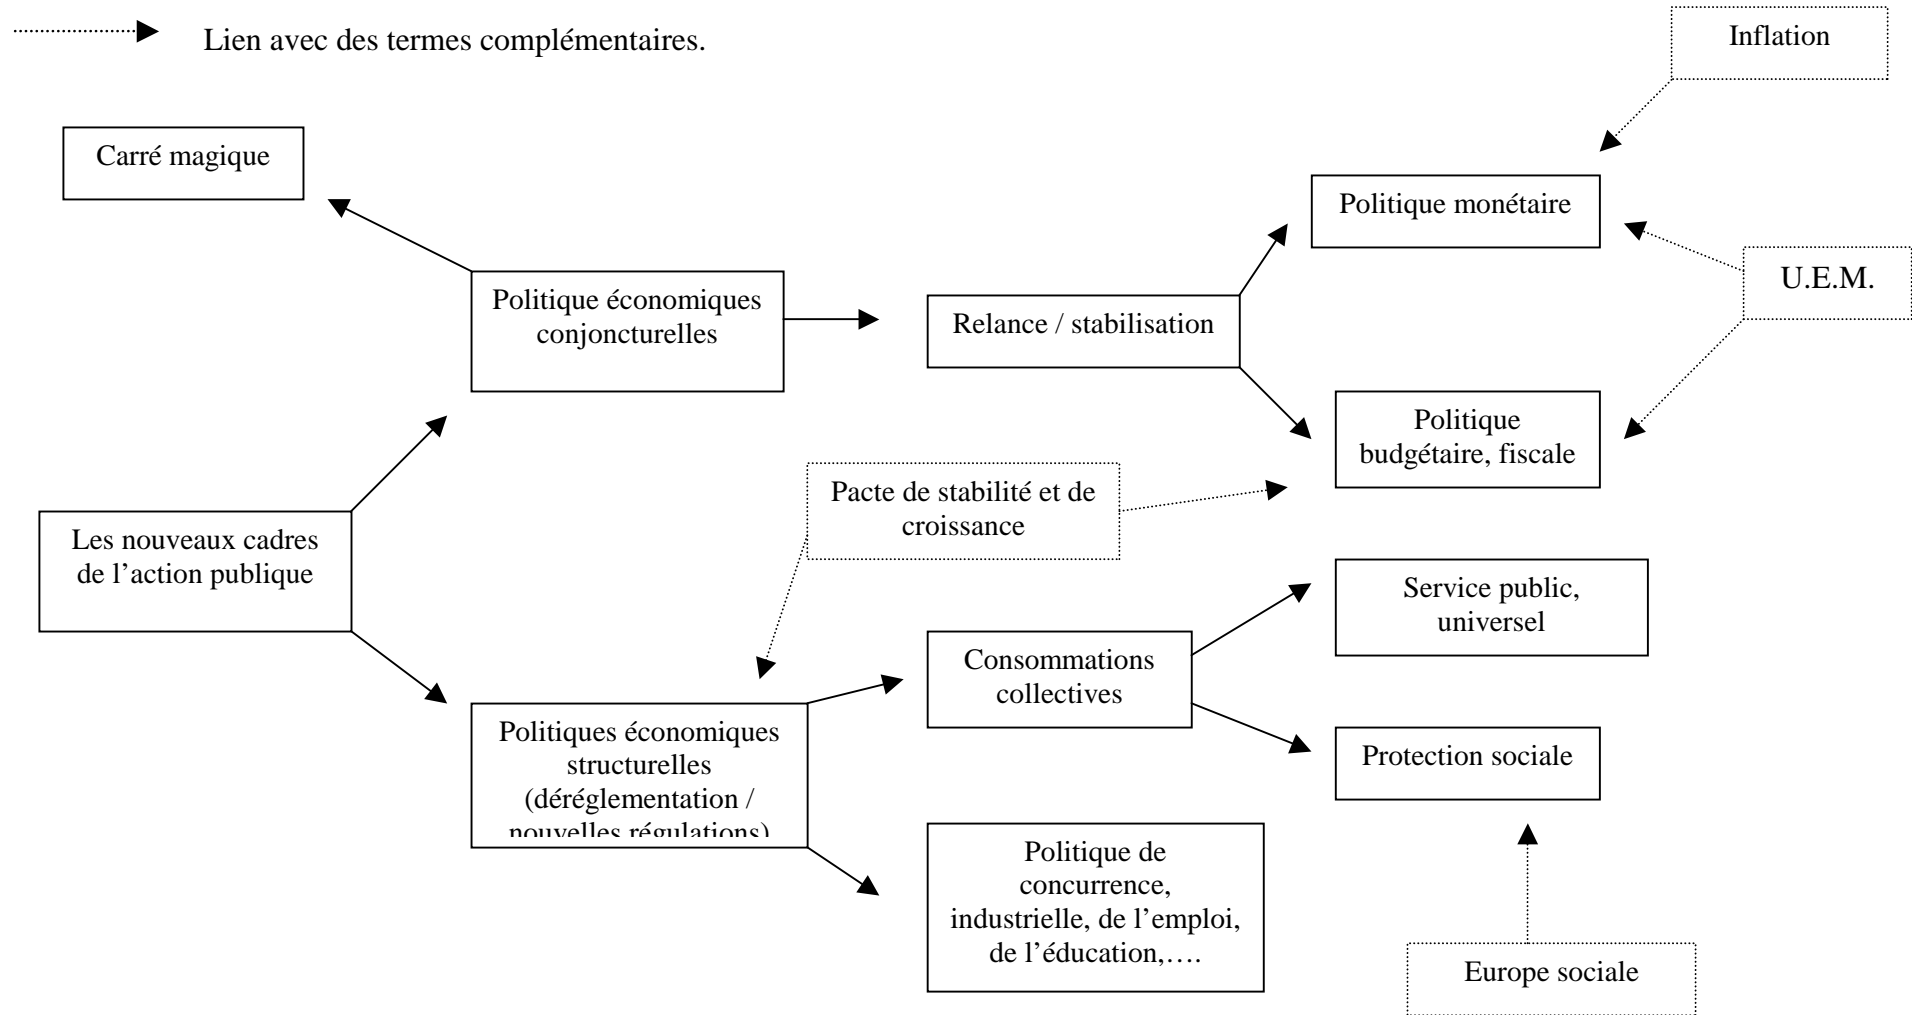 Lien avec des termes complémentaires.
Inflation
Carré magique
Politique monétaire
U.E.M.
Politique économiques
conjoncturelles
Relance / stabilisation
Politique
budgétaire, fiscale
Pacte de stabilité et de
croissance
Les nouveaux cadres
de l’action publique
Service public,
universel
Consommations
collectives
Politiques économiques
structurelles
(déréglementation /
nouvelles régulations)
Protection sociale
Politique de
concurrence,
industrielle, de l’emploi,
de l’éducation,….
Europe sociale